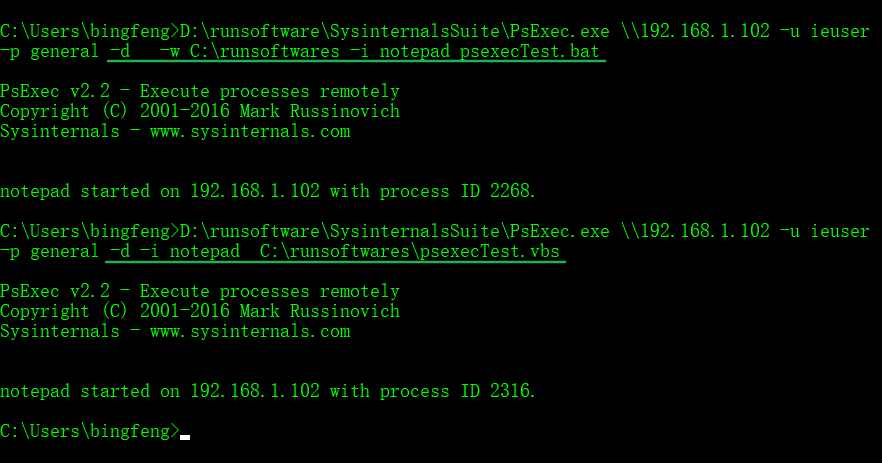 C:\Users\bingfeng>D:\runsoftware\SysinternalsSuite\PsExec.exe \\192.168.1.102 -u ieuser
-p general -d   -w C:\runsoftwares -i notepad psexecTest.bat
PsExec v2.2 - Execute processes remotely
Copyright (C) 2001-2016 Mark Russinovich
Sysinternals - www.sysinternals.com
notepad started on 192.168.1.102 with process ID 2268.
C:\Users\bingfeng>D:\runsoftware\SysinternalsSuite\PsExec.exe \\192.168.1.102 -u ieuser
-p general -d -i notepad  C:\runsoftwares\psexecTest.vbs
PsExec v2.2 - Execute processes remotely
Copyright (C) 2001-2016 Mark Russinovich
Sysinternals - www.sysinternals.com
notepad started on 192.168.1.102 with process ID 2316.
C:\Users\bingfeng>